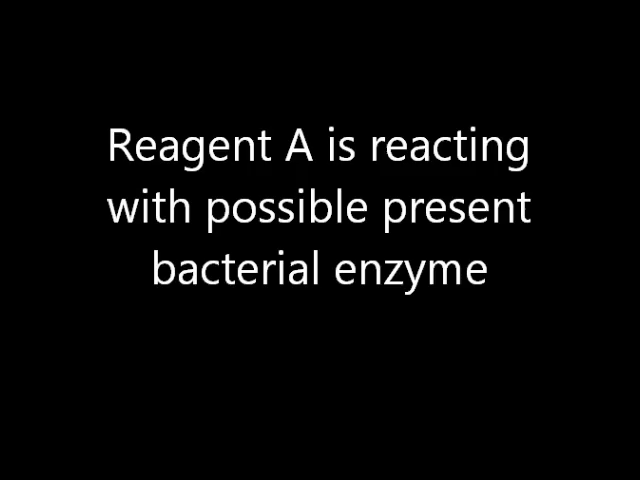 Reagent A is reacting
with possible present
bacterial enzyme